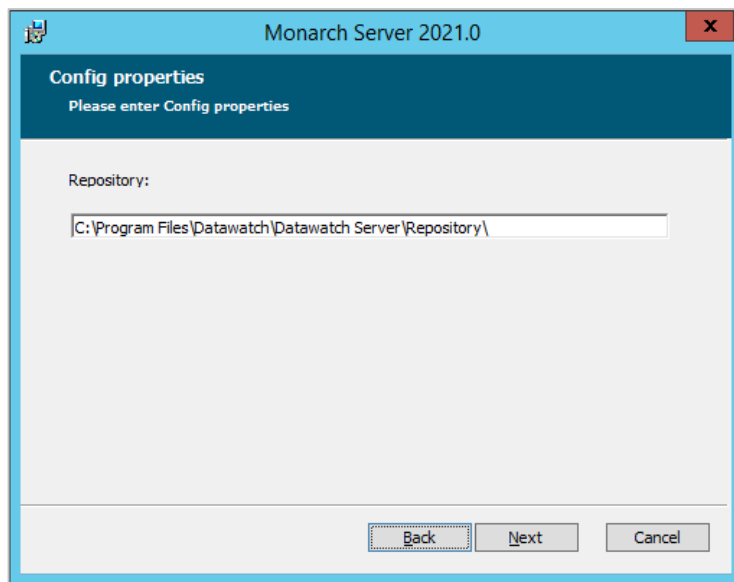 Monarch Server 2021.0
X
Config properties
Please enter Config properties
Repository:
C:\Program Files\Datawatch\Datawatch Server\Repository\
Back
Next
Cancel